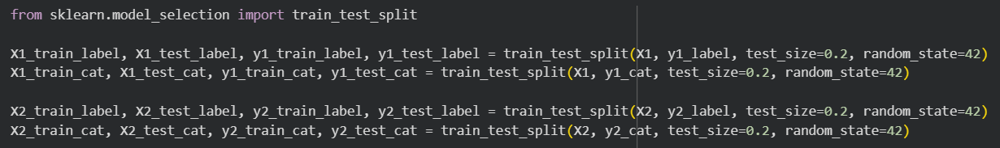 from sklearn.model_selection import train_test_split
X1_train_label, X1_test_label, y1_train_label, y1_test_label = train_test_split(X1, y1_label, test_size=0.2, random_state=42)
X1_train_cat, X1_test_cat, y1_train_cat, y1_test_cat = train_test_split(X1, y1_cat, test_size=0.2, random_state=42)
X2_train_label, X2_test_label, y2_train_label, y2_test_label = train_test_split(X2, y2_label, test_size=0.2, random_state=42)
X2_train_cat, X2_test_cat, y2_train_cat, y2_test_cat = train_test_split(X2, y2_cat, test_size=0.2, random_state=42)